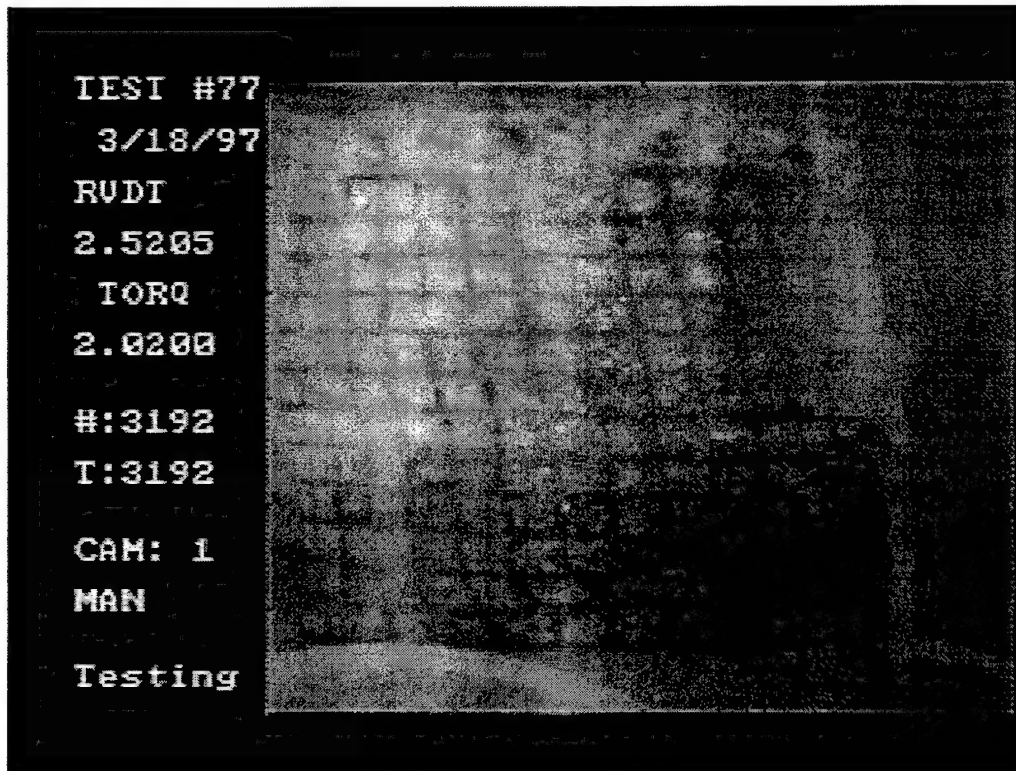 TEST #77
3/18/97
RVDT
2.5205
TORQ
2.0200
#:3192
T:3192
CAM: 1
MAN
Testing